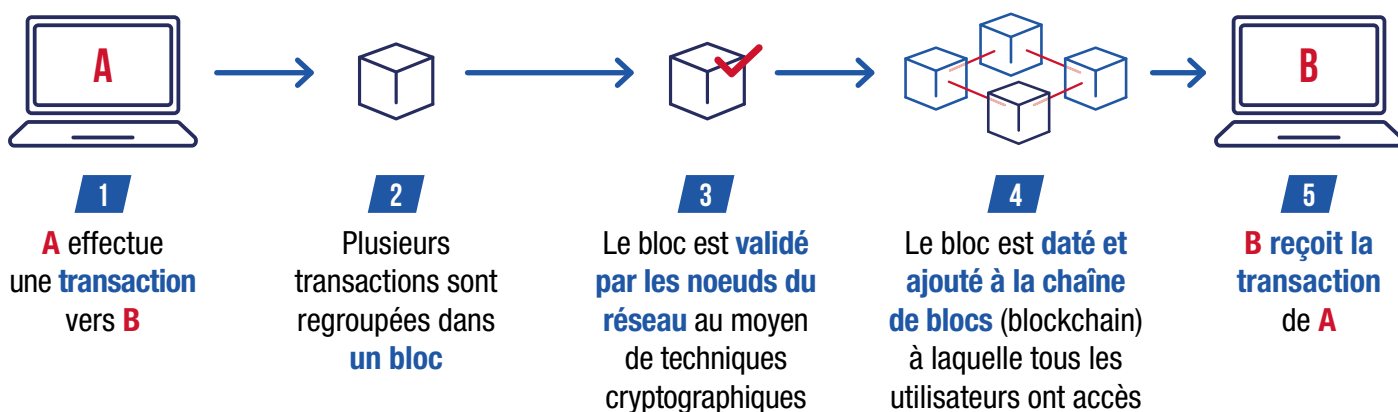 A
B
1
A effectue
une transaction
vers B
2
Plusieurs
transactions sont
regroupées dans
un bloc
3
Le bloc est validé
par les noeuds du
réseau au moyen
de techniques
cryptographiques
4
Le bloc est daté et
ajouté à la chaîne
de blocs (blockchain)
à laquelle tous les
utilisateurs ont accès
5
B reçoit la
transaction
de A